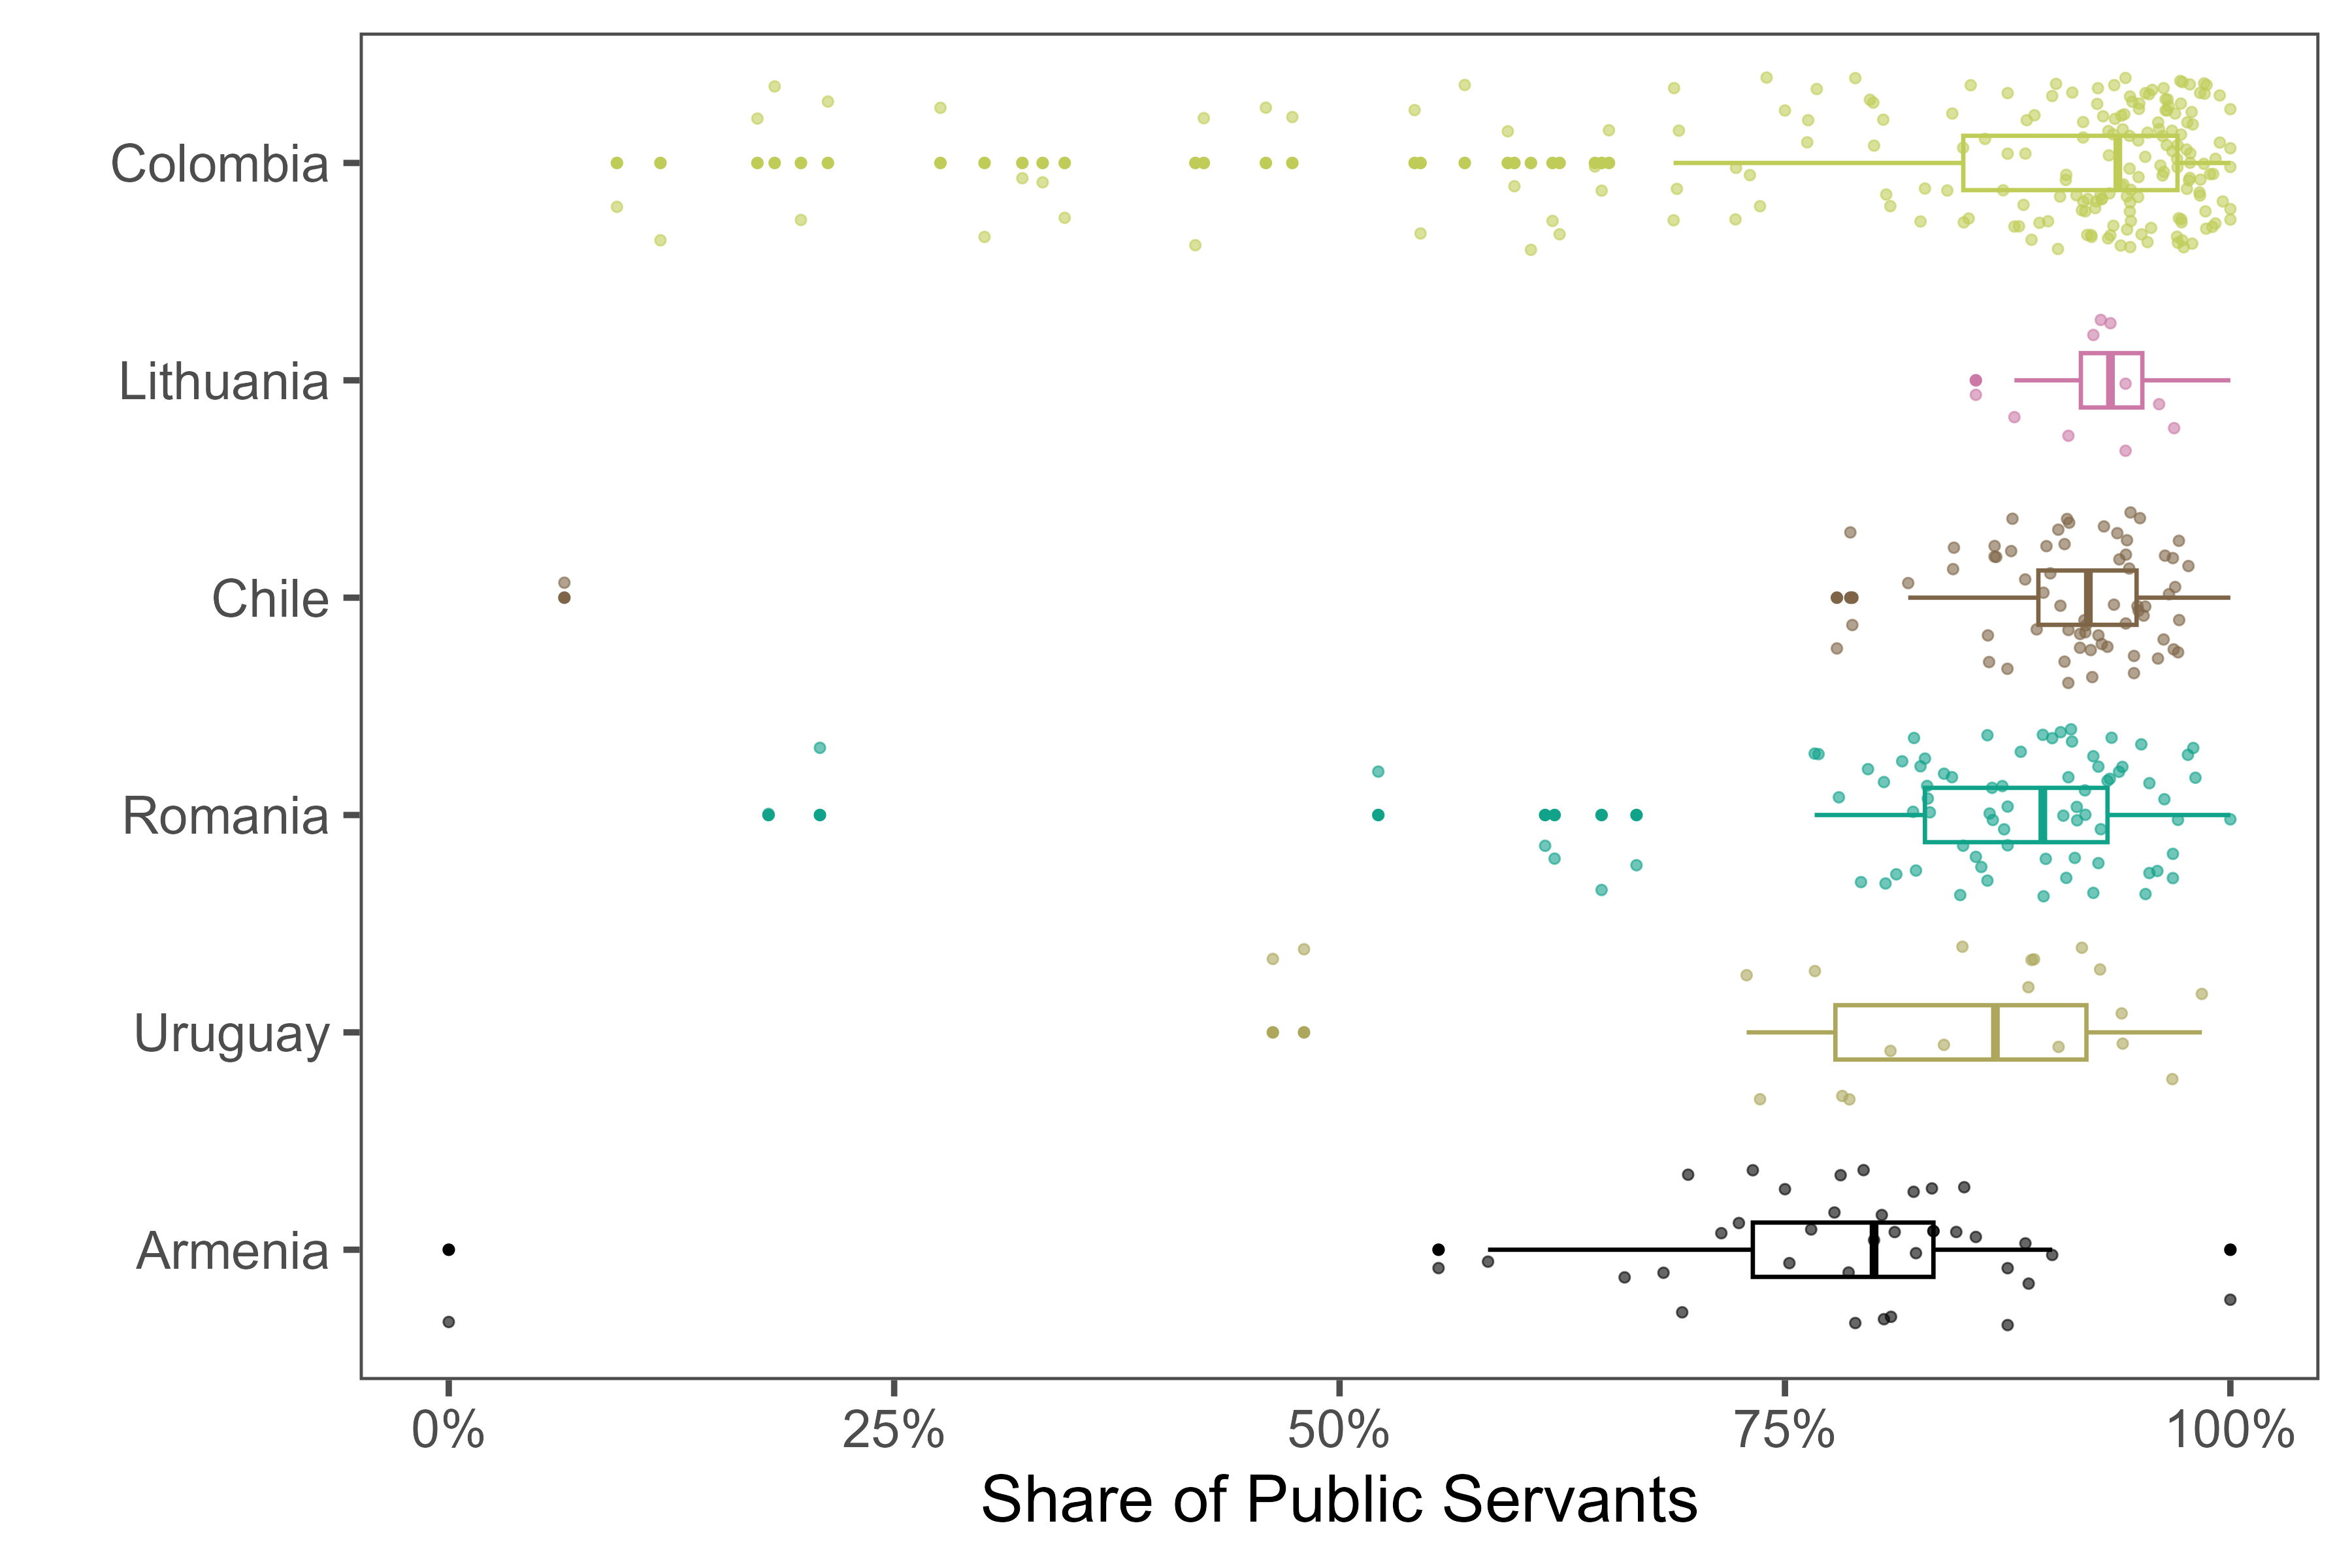 Colombia
Lithuania
Chile
Romania
Uruguay
Armenia
0% 25% 50% 75% 100%
Share of Public Servants